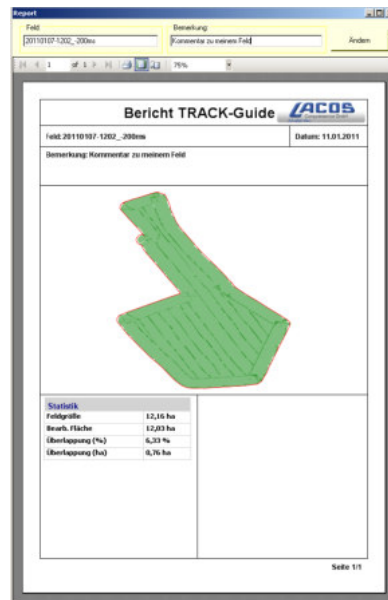 Report
Feld
Bemerkung
20110107-1202_-200ms
Kommentar zu meinem Feld
Ändern
1 of 1
75%
Bericht TRACK-Guide
LACOS
Computerservice GmbH
Feld: 20110107-1202_-200ms
Datum: 11.01.2011
Bemerkung: Kommentar zu meinem Feld
Statistik
Feldgröße 12,16 ha
Bearb. Fläche 12,03 ha
Überlappung (%) 6,33 %
Überlappung (ha) 0,76 ha
Seite 1/1